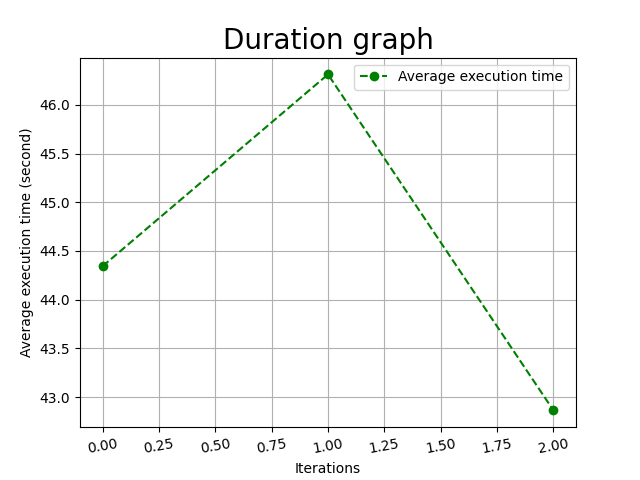 Duration graph
Average execution time
Average execution time (second)
46.0
45.5
45.0
44.5
44.0
43.5
43.0
0.00 0.25 0.50 0.75 1.00 1.25 1.50 1.75 2.00
Iterations